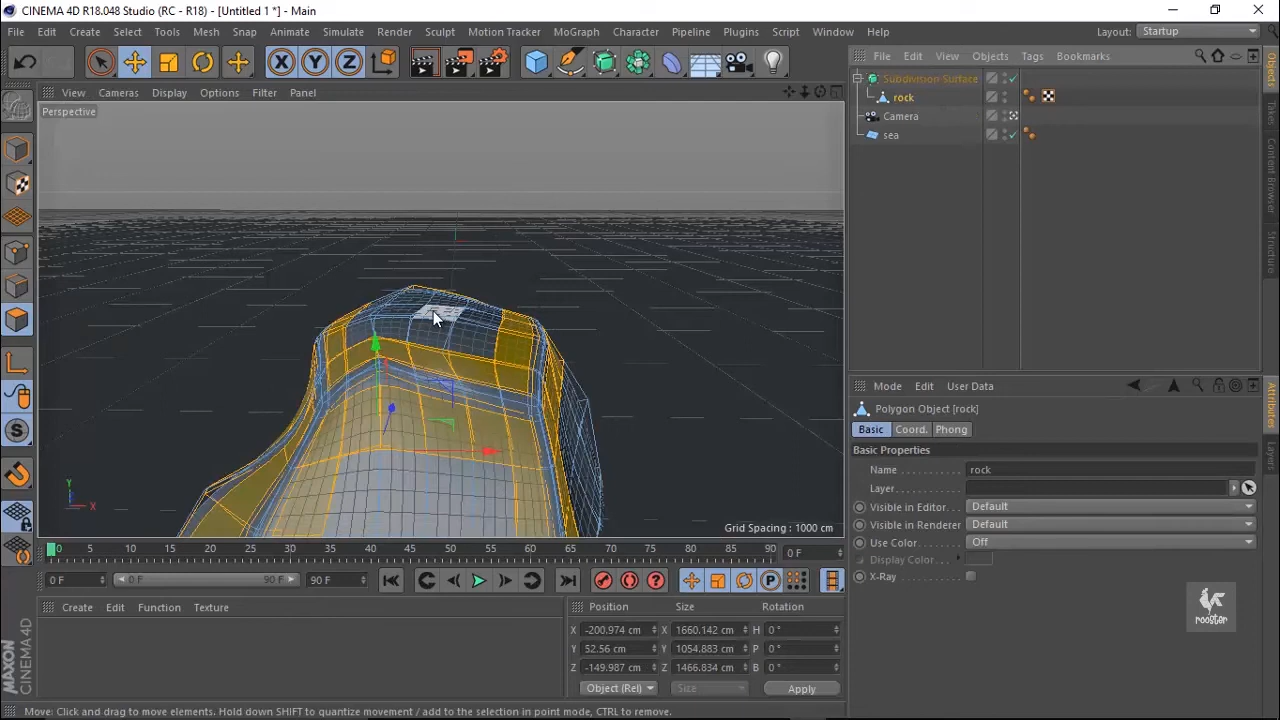 CINEMA 4D R18.048 Studio (RC - R18) - [Untitled 1 *] - Main
File Edit Create Select Tools Mesh Snap Animate Simulate Render Sculpt Motion Tracker MoGraph Character Pipeline Plugins Script Window Help Layout: Startup
X Y Z
File Edit View Objects Tags Bookmarks
View Cameras Display Options Filter Panel
Perspective
Subdivision Surface
rock
Camera
sea
Objects
Takes
Content Browser
Structure
Mode Edit User Data
Polygon Object [rock]
Basic Coord. Phong
Basic Properties
Name rock
Layer
Visible in Editor Default
Visible in Renderer Default
Use Color Off
Display Color
X-Ray
Attributes
Layers
S
Y
X
Grid Spacing : 1000 cm
0 5 10 15 20 25 30 35 40 45 50 55 60 65 70 75 80 85 90 0 F
0 F 0 F 90 F 90 F
P
Create Edit Function Texture
Position Size Rotation
X -200.974 cm X 1660.142 cm H 0 °
Y 52.56 cm Y 1054.883 cm P 0 °
Z -149.987 cm Z 1466.834 cm B 0 °
Object (Rel) Size Apply
MAXON
CINEMA 4D
rooster
Move: Click and drag to move elements. Hold down SHIFT to quantize movement / add to the selection in point mode, CTRL to remove.